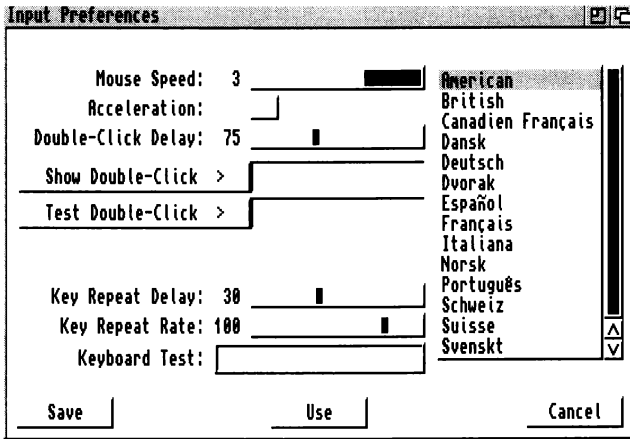 Input Preferences
Mouse Speed: 3
Acceleration:
Double-Click Delay: 75
Show Double-Click >
Test Double-Click >
Key Repeat Delay: 30
Key Repeat Rate: 100
Keyboard Test:
American
British
Canadien Français
Dansk
Deutsch
Dvorak
Español
Français
Italiana
Norsk
Português
Schweiz
Suisse
Svenskt
Save
Use
Cancel